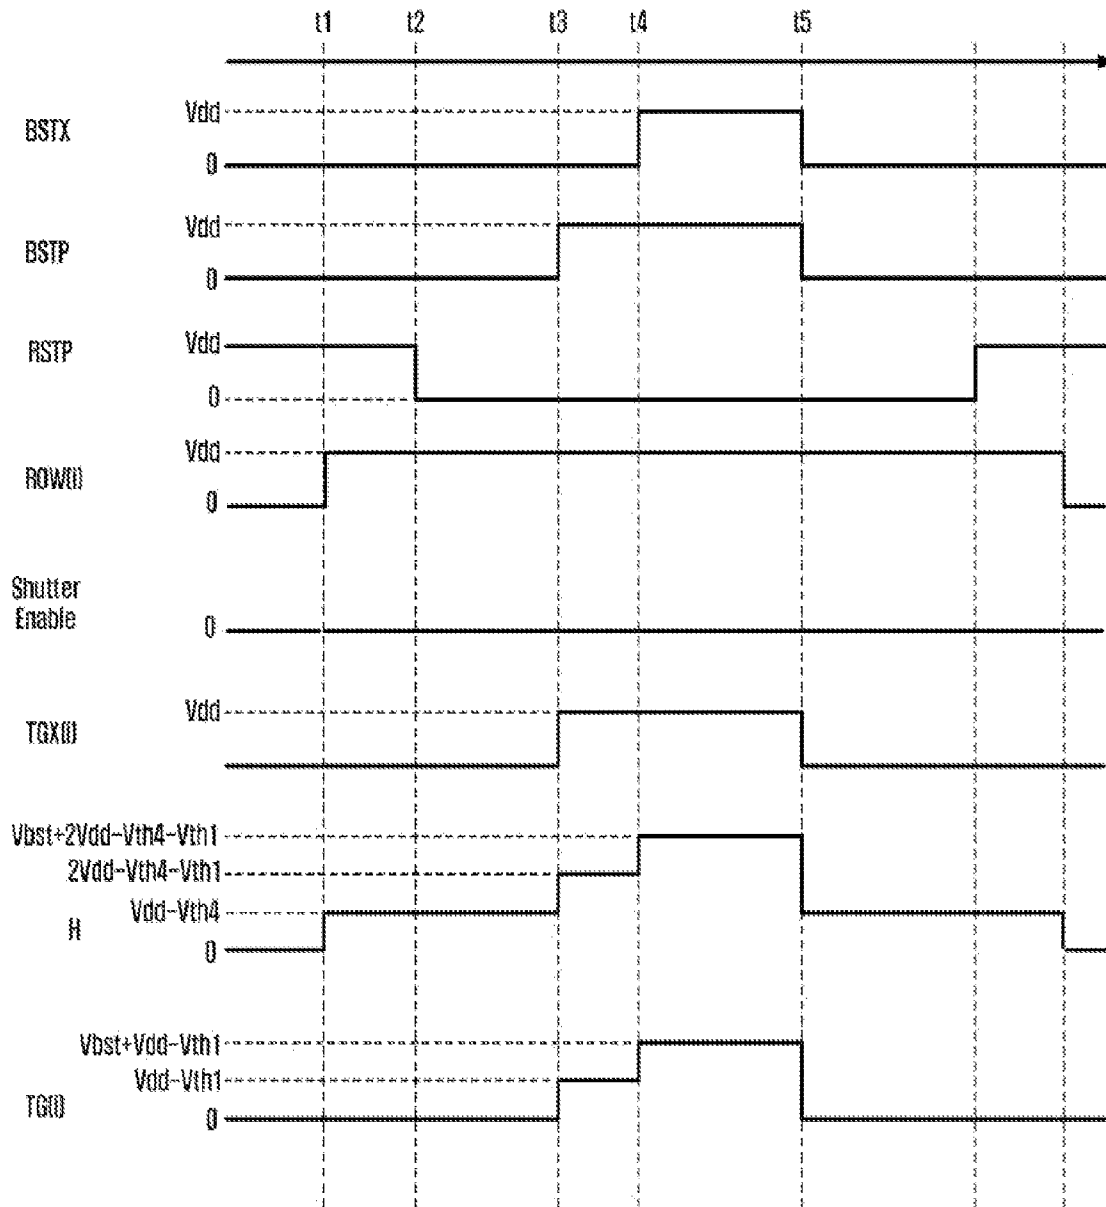 t1 t2 t3 t4 t5
Vdd
BSTX
0
Vdd
BSTP
0
Vdd
RSTP
0
Vdd
ROW(i)
0
Shutter
Enable
0
Vdd
TGX(i)
Vbst+2Vdd-Vth4-Vth1
2Vdd-Vth4-Vth1
Vdd-Vth4
H
0
Vbst+Vdd-Vth1
Vdd-Vth1
TG(i)
0